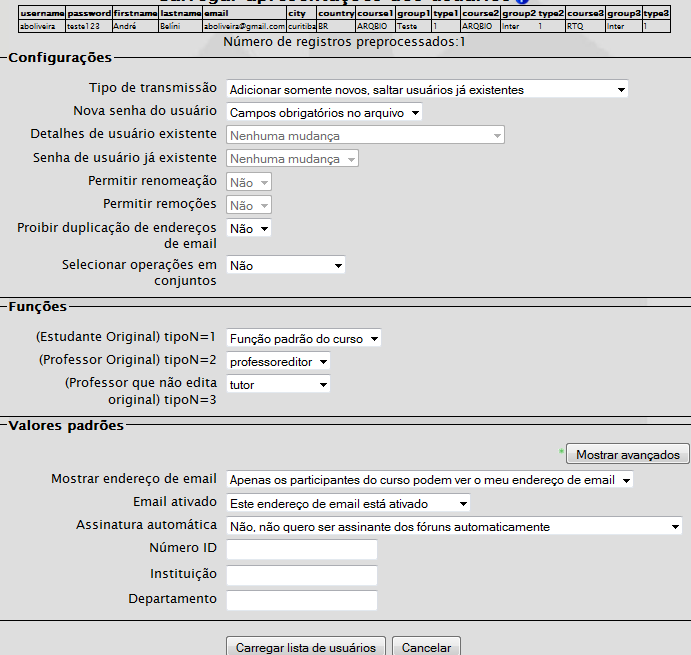 Carregar apresentações dos usuários
username password firstname lastname email city country course1 group1 type1 course2 group2 type2 course3 group3 type3
aboliveira teste123 André Belini aboliveira@gmail.com curitiba BR ARQBIO Teste 1 ARQBIO Inter 1 RTQ Inter 1
Número de registros preprocessados:1
Configurações
Tipo de transmissão Adicionar somente novos, saltar usuários já existentes
Nova senha do usuário Campos obrigatórios no arquivo
Detalhes de usuário existente Nenhuma mudança
Senha de usuário já existente Nenhuma mudança
Permitir renomeação Não
Permitir remoções Não
Proibir duplicação de endereços Não
de email
Selecionar operações em Não
conjuntos
Funções
(Estudante Original) tipoN=1 Função padrão do curso
(Professor Original) tipoN=2 professoreditor
(Professor que não edita tutor
original) tipoN=3
Valores padrões
* Mostrar avançados
Mostrar endereço de email Apenas os participantes do curso podem ver o meu endereço de email
Email ativado Este endereço de email está ativado
Assinatura automática Não, não quero ser assinante dos fóruns automaticamente
Número ID
Instituição
Departamento
Carregar lista de usuários Cancelar